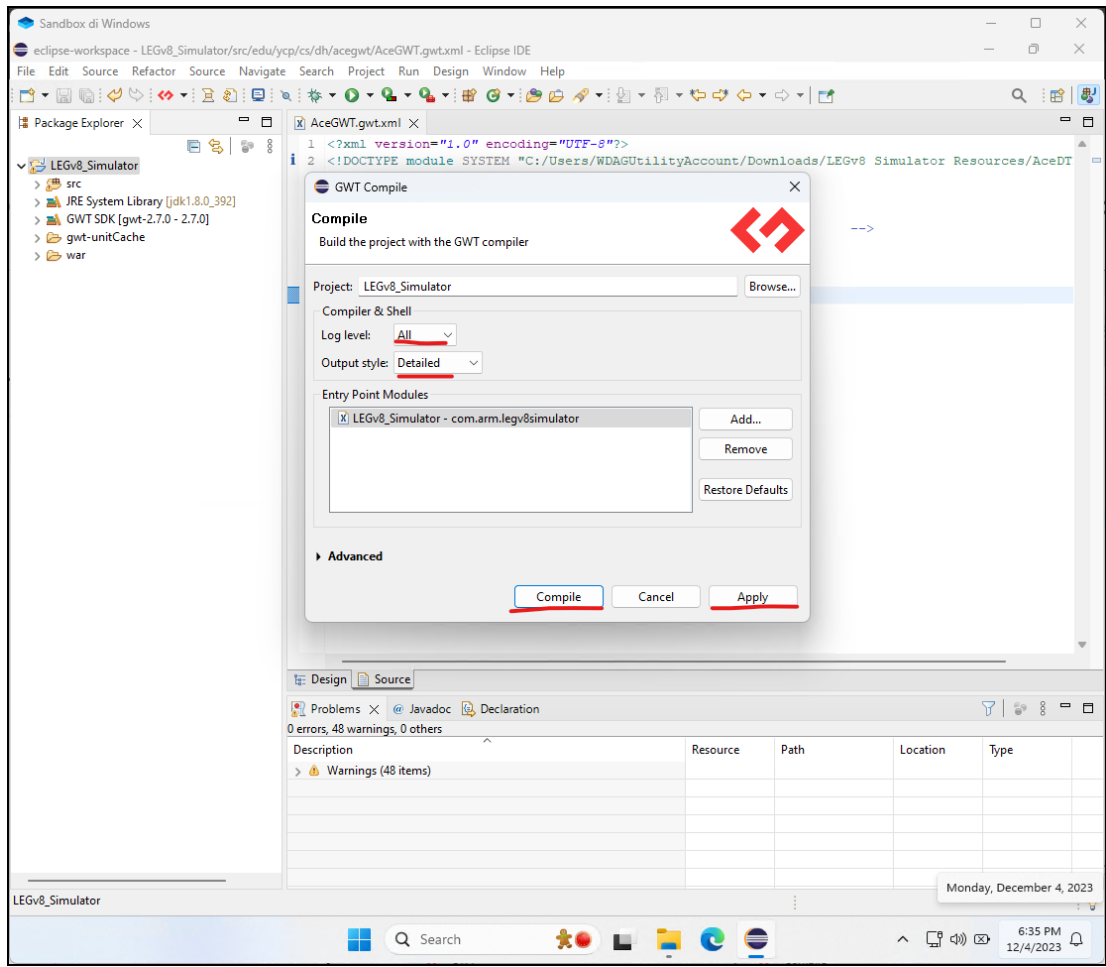 Sandbox di Windows
eclipse-workspace - LEGv8_Simulator/src/edu/ycp/cs/dh/acegwt/AceGWT.gwt.xml - Eclipse IDE
File Edit Source Refactor Source Navigate Search Project Run Design Window Help
Package Explorer
AceGWT.gwt.xml
LEGv8_Simulator
src
JRE System Library [jdk1.8.0_392]
GWT SDK [gwt-2.7.0 - 2.7.0]
gwt-unitCache
war
1 <?xml version="1.0" encoding="UTF-8"?>
2 <!DOCTYPE module SYSTEM "C:/Users/WDAGUtilityAccount/Downloads/LEGv8 Simulator Resources/AceDT
-->
GWT Compile
Compile
Build the project with the GWT compiler
Project: LEGv8_Simulator Browse...
Compiler & Shell
Log level: All
Output style: Detailed
Entry Point Modules
LEGv8_Simulator - com.arm.legv8simulator
Add...
Remove
Restore Defaults
Advanced
Compile Cancel Apply
Design Source
Problems Javadoc Declaration
0 errors, 48 warnings, 0 others
Description Resource Path Location Type
Warnings (48 items)
LEGv8_Simulator
Monday, December 4, 2023
Search
6:35 PM
12/4/2023